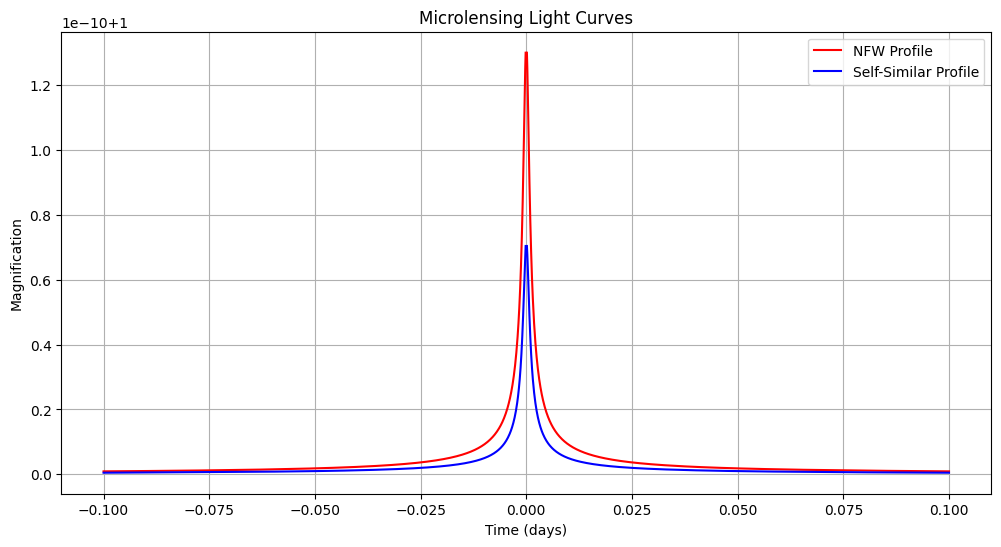 Microlensing Light Curves
1e−10+1
NFW Profile
Self-Similar Profile
1.2
1.0
0.8
0.6
0.4
0.2
0.0
Magnification
−0.100
−0.075
−0.050
−0.025
0.000
0.025
0.050
0.075
0.100
Time (days)